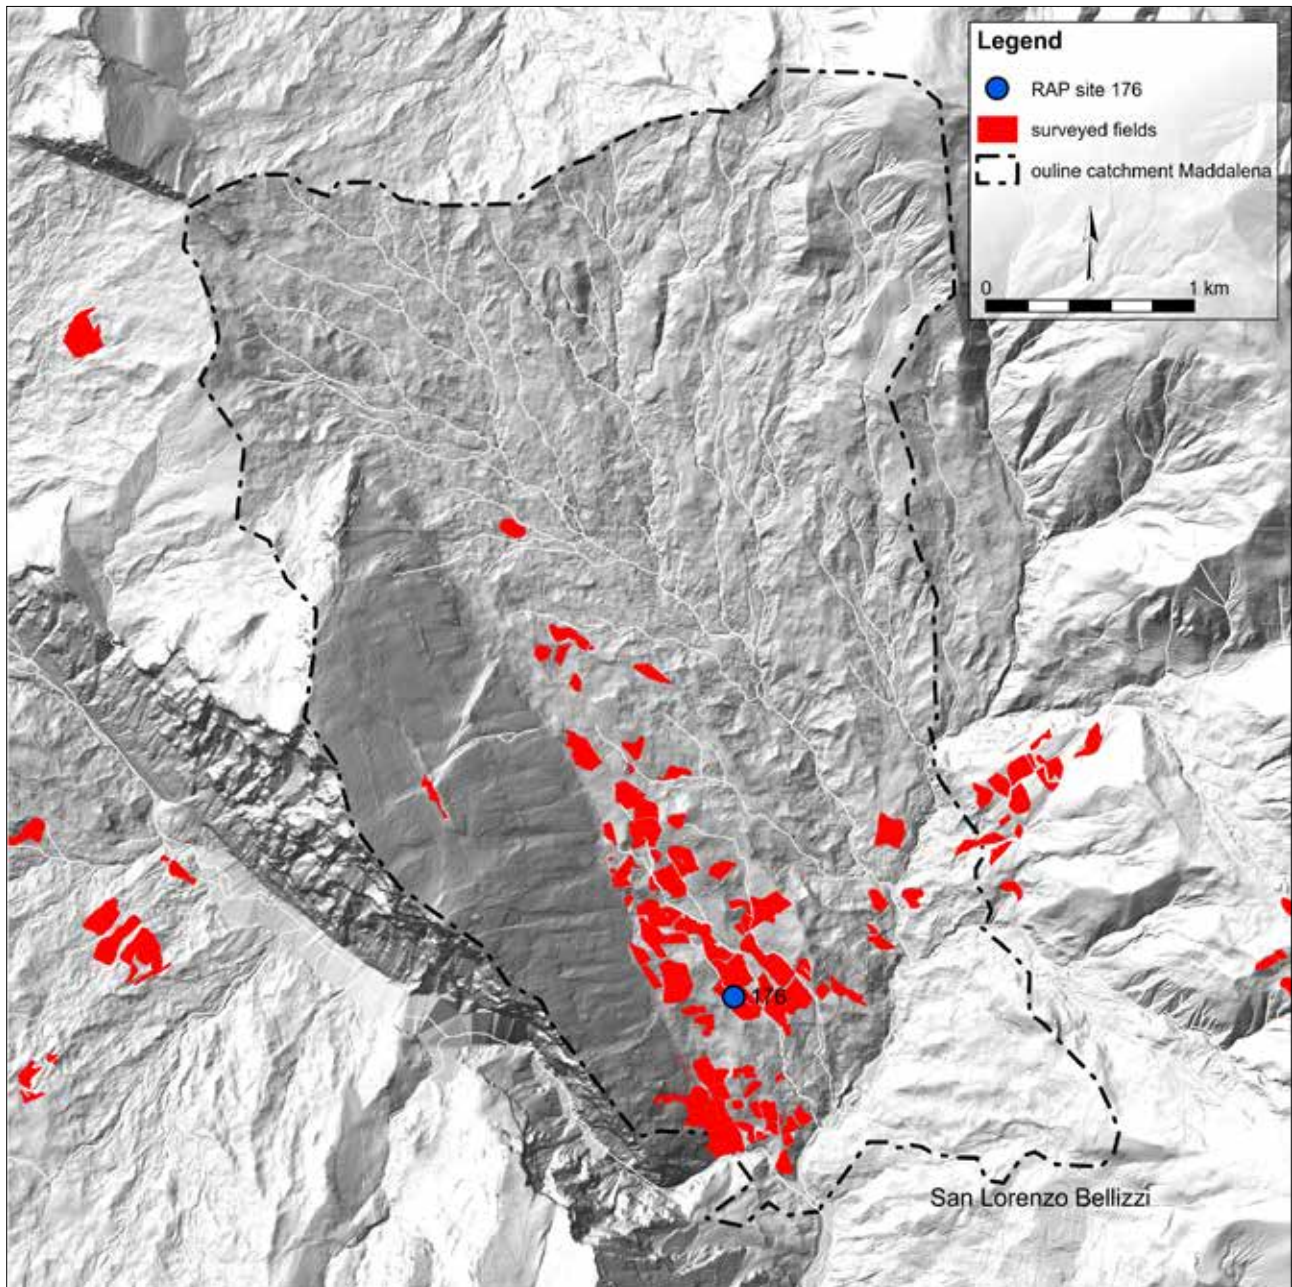 Legend
RAP site 176
surveyed fields
ouline catchment Maddalena
0 1 km
176
San Lorenzo Bellizzi